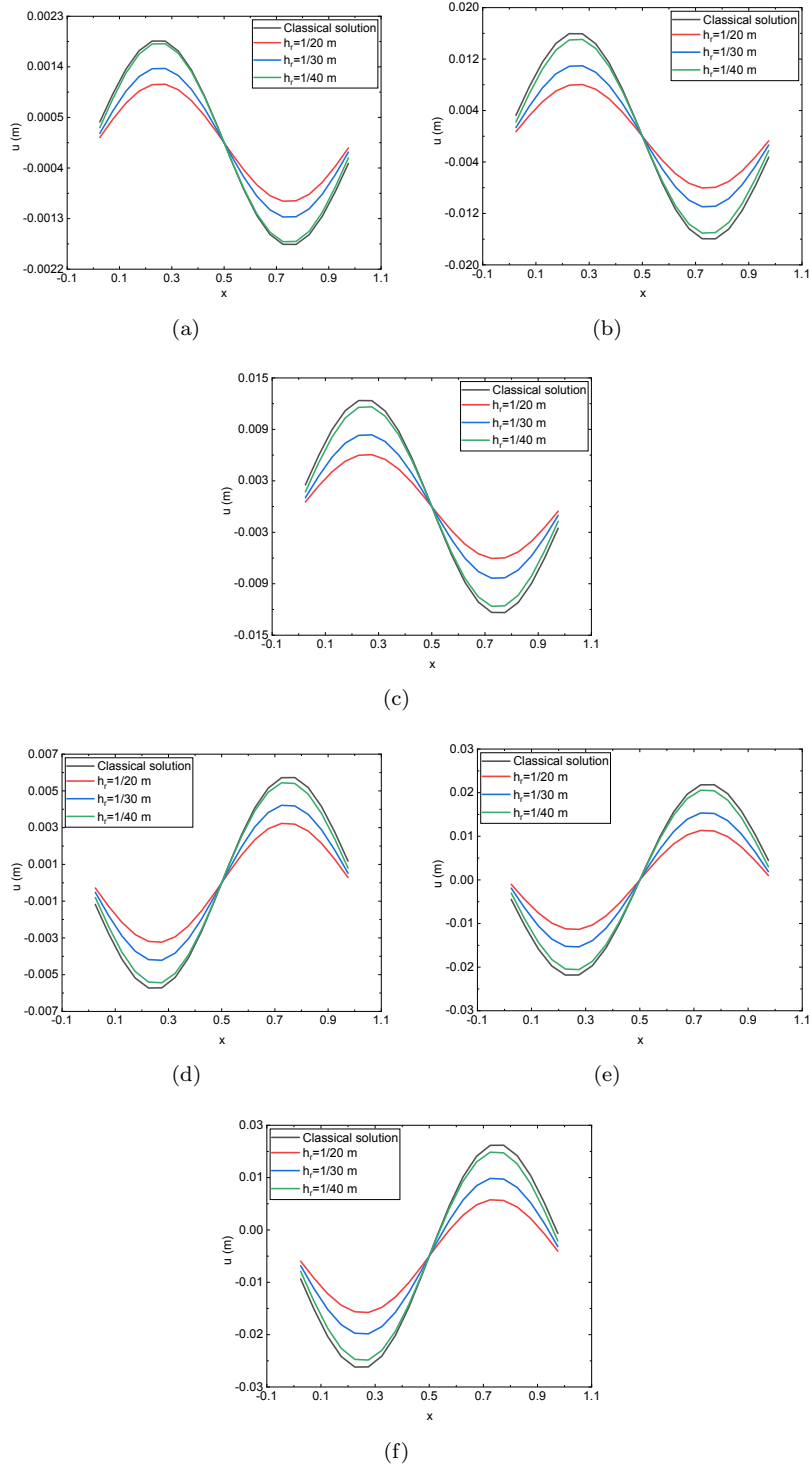 0.0023
0.0014
0.0005
-0.0004
-0.0013
-0.0022
u (m)
-0.1 0.1 0.3 0.5 0.7 0.9 1.1
x
Classical solution
hr=1/20 m
hr=1/30 m
hr=1/40 m
(a)
0.020
0.012
0.004
-0.004
-0.012
-0.020
u (m)
-0.1 0.1 0.3 0.5 0.7 0.9 1.1
x
Classical solution
hr=1/20 m
hr=1/30 m
hr=1/40 m
(b)
0.015
0.009
0.003
-0.003
-0.009
-0.015
u (m)
-0.1 0.1 0.3 0.5 0.7 0.9 1.1
x
Classical solution
hr=1/20 m
hr=1/30 m
hr=1/40 m
(c)
0.007
0.005
0.003
0.001
-0.001
-0.003
-0.005
-0.007
u (m)
-0.1 0.1 0.3 0.5 0.7 0.9 1.1
x
Classical solution
hr=1/20 m
hr=1/30 m
hr=1/40 m
(d)
0.03
0.02
0.01
0.00
-0.01
-0.02
-0.03
u (m)
-0.1 0.1 0.3 0.5 0.7 0.9 1.1
x
Classical solution
hr=1/20 m
hr=1/30 m
hr=1/40 m
(e)
0.03
0.01
0.00
-0.01
-0.02
-0.03
u (m)
-0.1 0.1 0.3 0.5 0.7 0.9 1.1
x
Classical solution
hr=1/20 m
hr=1/30 m
hr=1/40 m
(f)